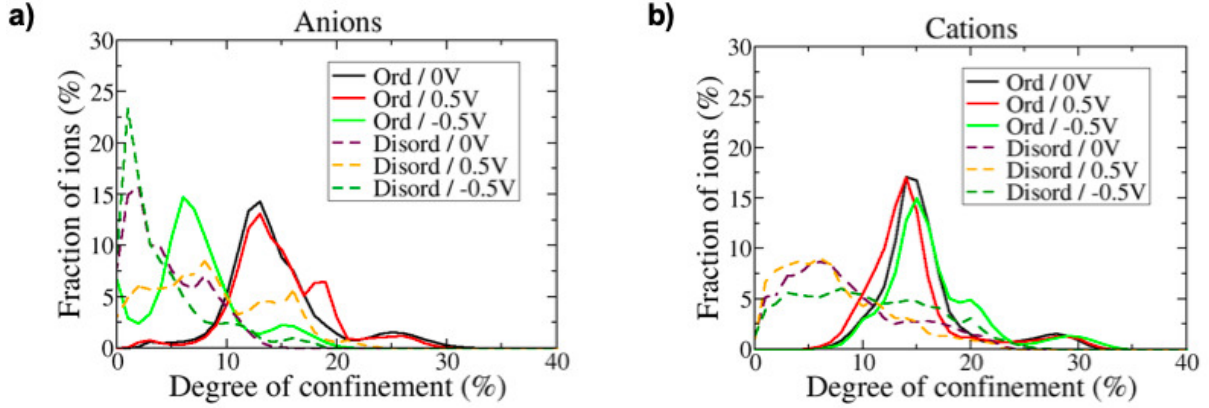 a)
Anions
Fraction of ions (%)
30
25
20
15
10
5
0
Ord / 0V
Ord / 0.5V
Ord / -0.5V
Disord / 0V
Disord / 0.5V
Disord / -0.5V
0
10
20
30
40
Degree of confinement (%)
b)
Cations
Fraction of ions (%)
30
25
20
15
10
5
0
Ord / 0V
Ord / 0.5V
Ord / -0.5V
Disord / 0V
Disord / 0.5V
Disord / -0.5V
0
10
20
30
40
Degree of confinement (%)